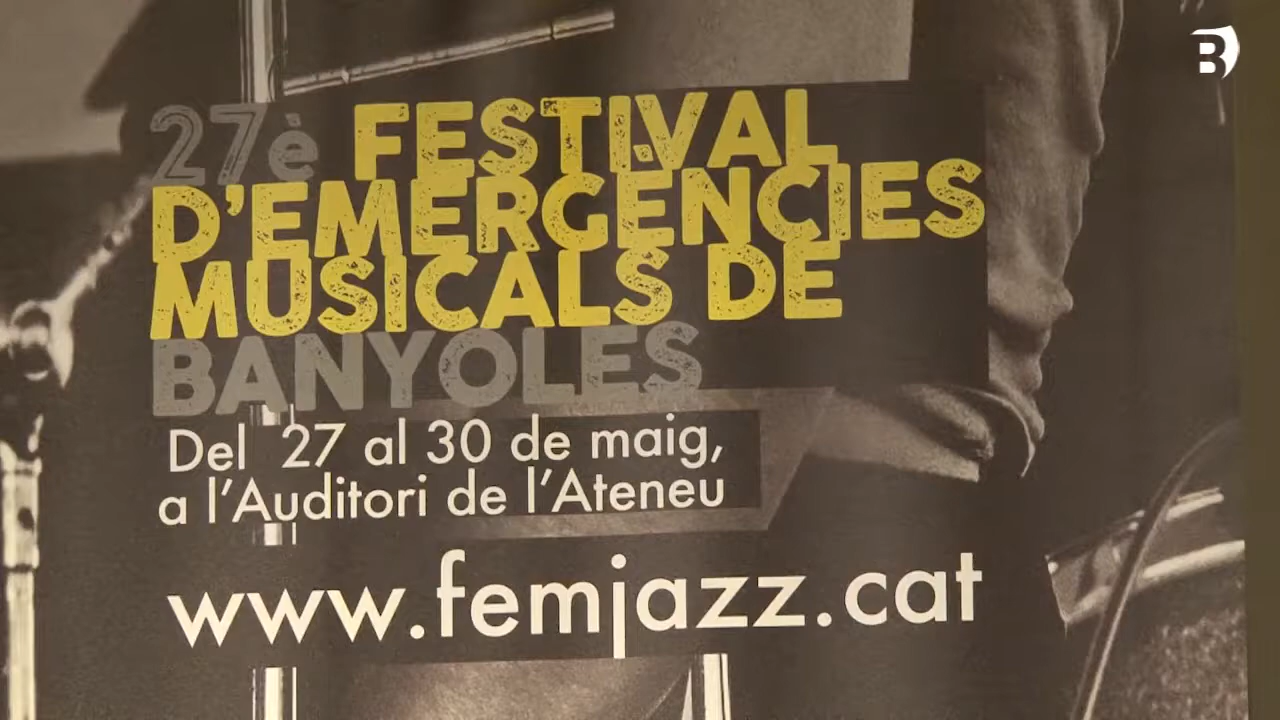 B
27è FESTIVAL
D'EMERGÈNCIES
MUSICALS DE
BANYOLES
Del 27 al 30 de maig,
a l'Auditori de l'Ateneu
www.femjazz.cat